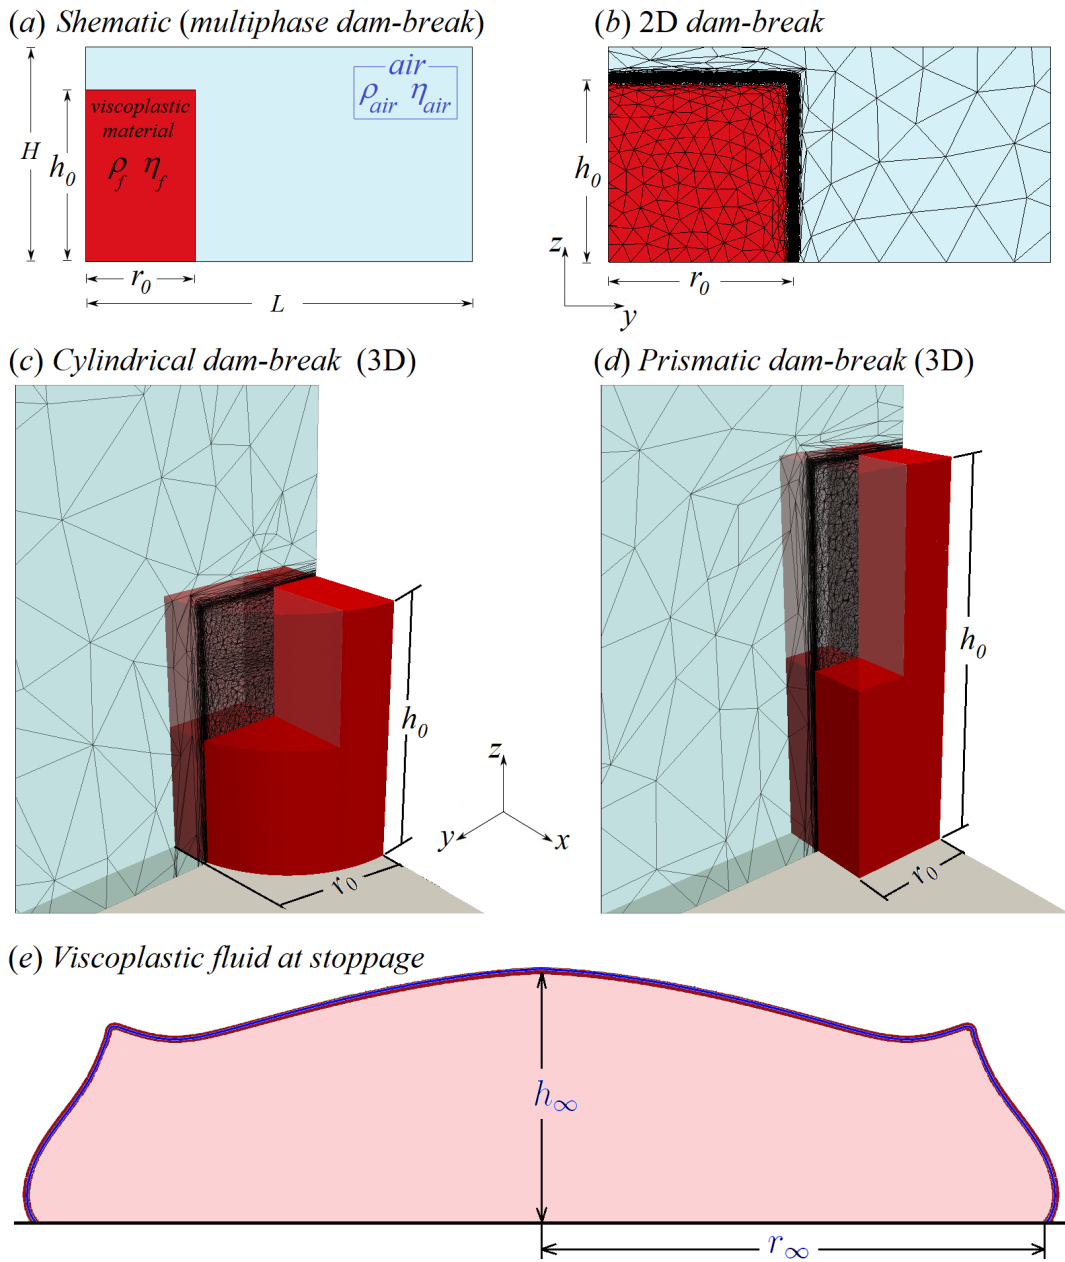 (a) Shematic (multiphase dam-break)
air
ρair ηair
viscoplastic
material
ρf ηf
H
h0
r0
L
(b) 2D dam-break
h0
r0
z
y
(c) Cylindrical dam-break (3D)
h0
r0
z
y
x
(d) Prismatic dam-break (3D)
h0
r0
(e) Viscoplastic fluid at stoppage
h∞
r∞